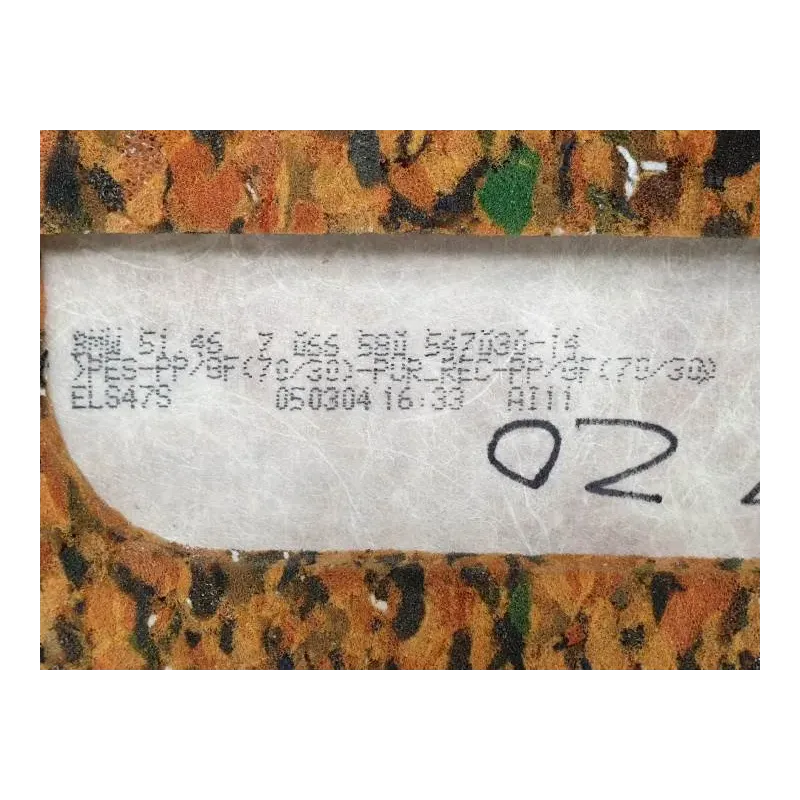 BMW 51.46 7 066 580 547030-14
>PES-PP/GF(70/30)-PUR_REC-PP/GF(70/30)
ELS47S 050304 16:33 AI11
02